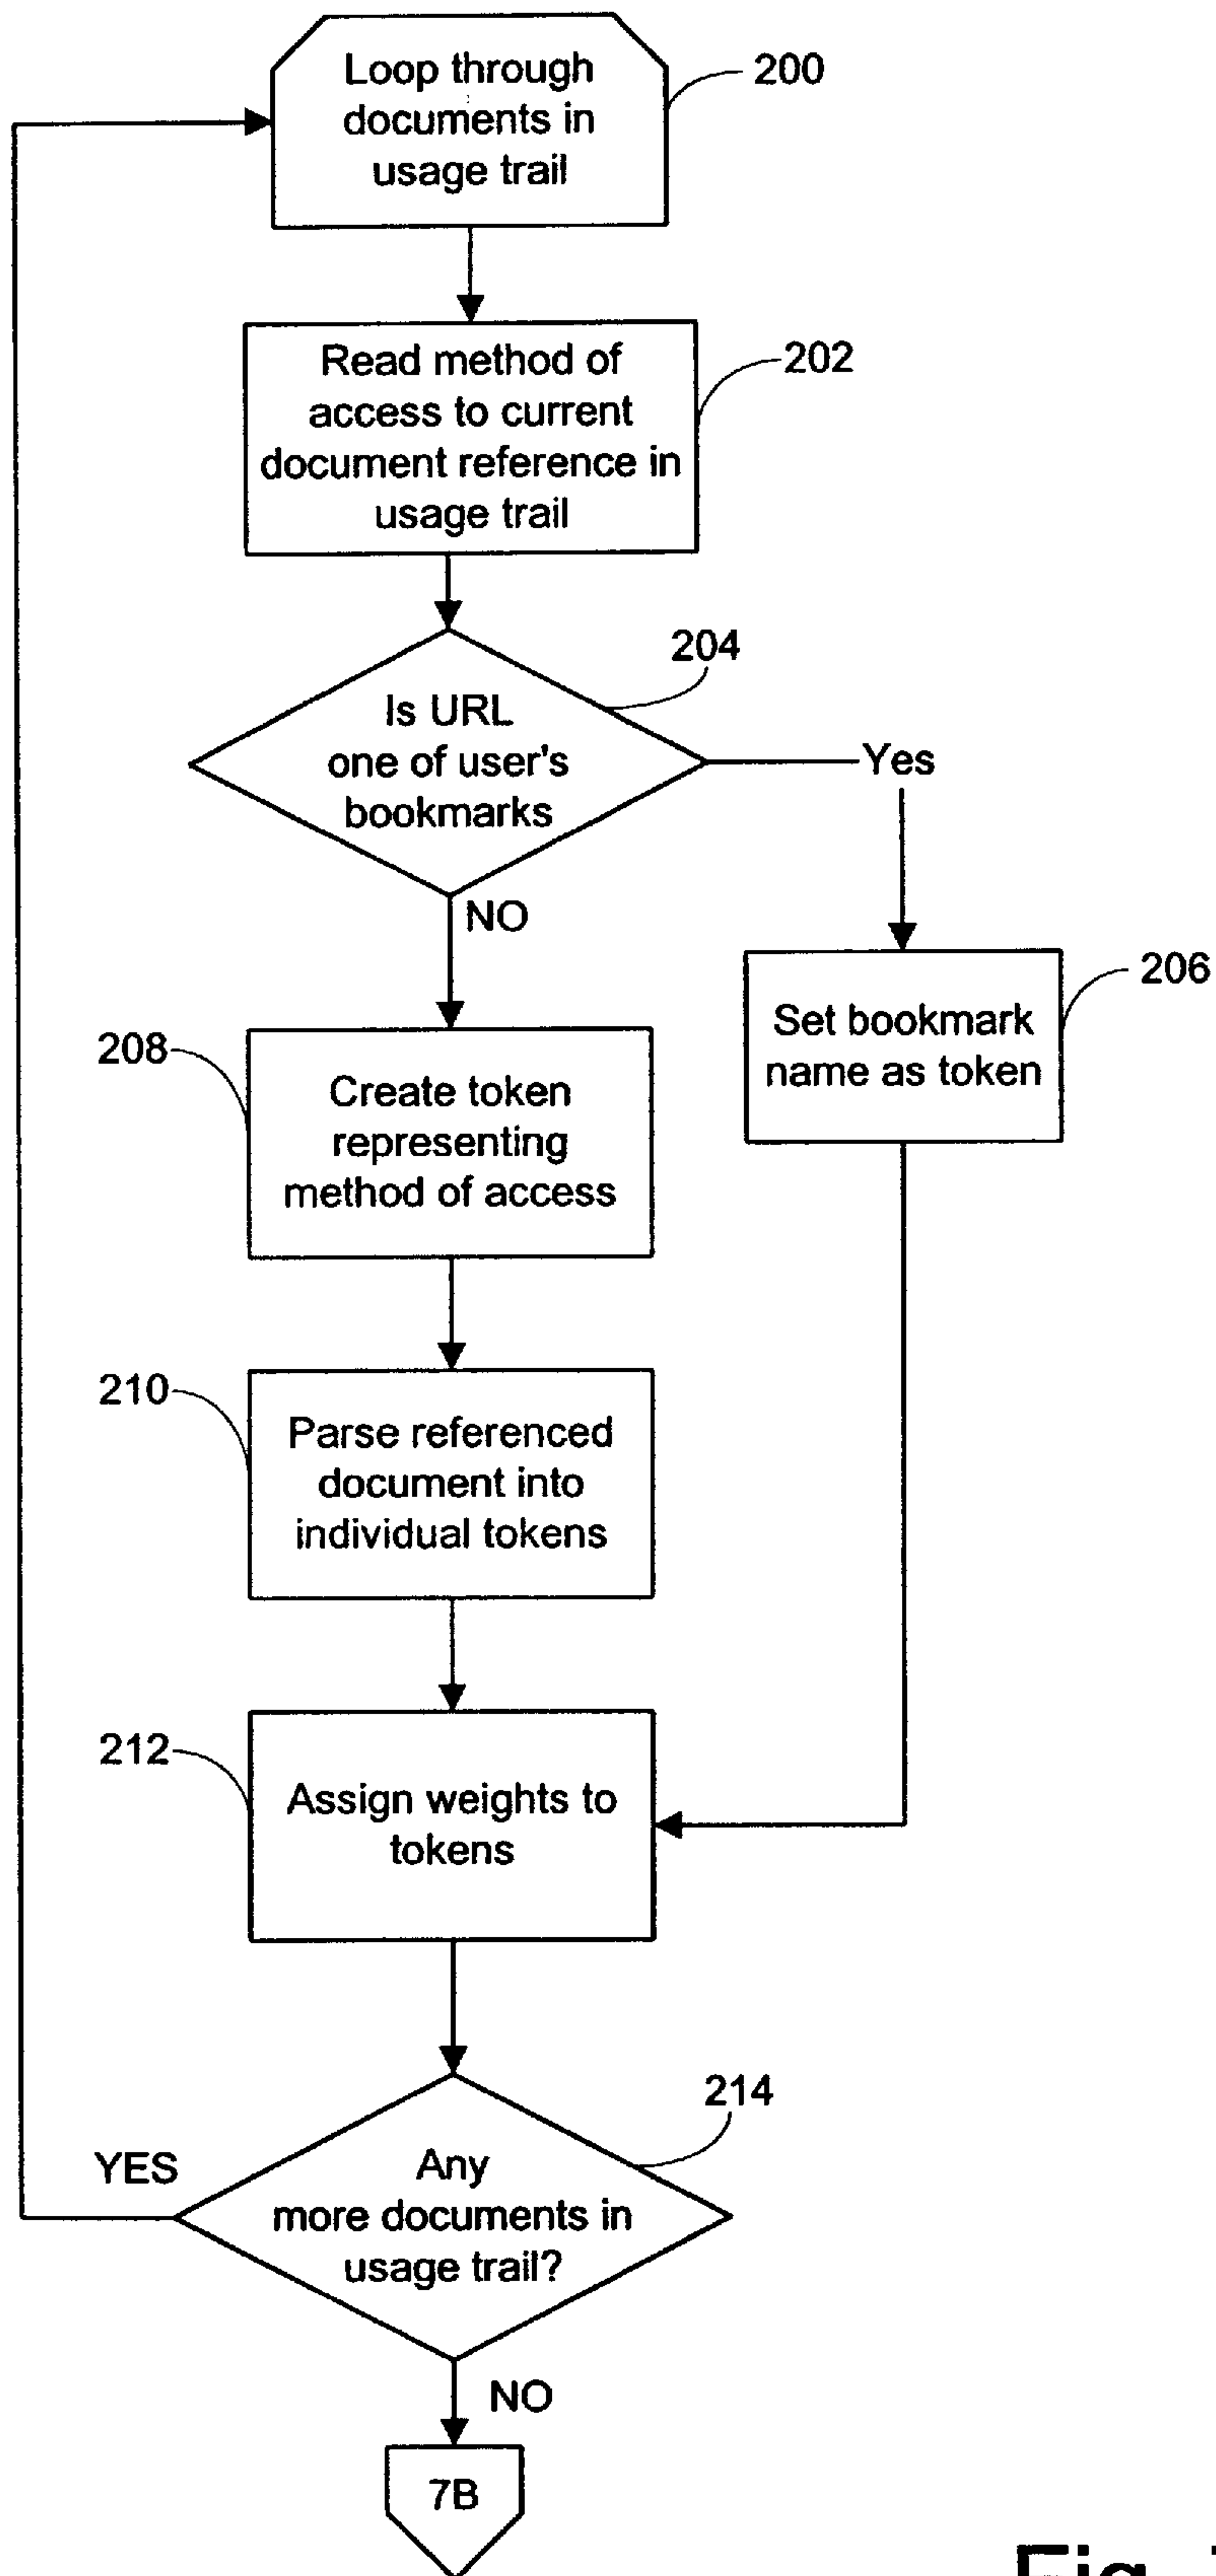 Loop through
documents in
usage trail
200
Read method of
access to current
document reference in
usage trail
202
204
Is URL
one of user's
bookmarks
Yes
NO
206
Set bookmark
name as token
208
Create token
representing
method of access
210
Parse referenced
document into
individual tokens
212
Assign weights to
tokens
214
YES
Any
more documents in
usage trail?
NO
7B
Fig.